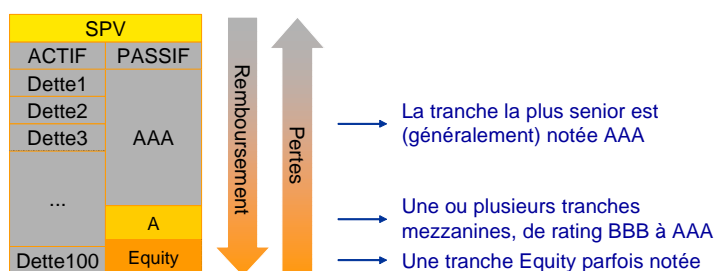 SPV
ACTIF PASSIF
Dette1
Dette2
Dette3
AAA
...
A
Dette100
Equity
Remboursement
Pertes
La tranche la plus senior est
(généralement) notée AAA
Une ou plusieurs tranches
mezzanines, de rating BBB à AAA
Une tranche Equity parfois notée